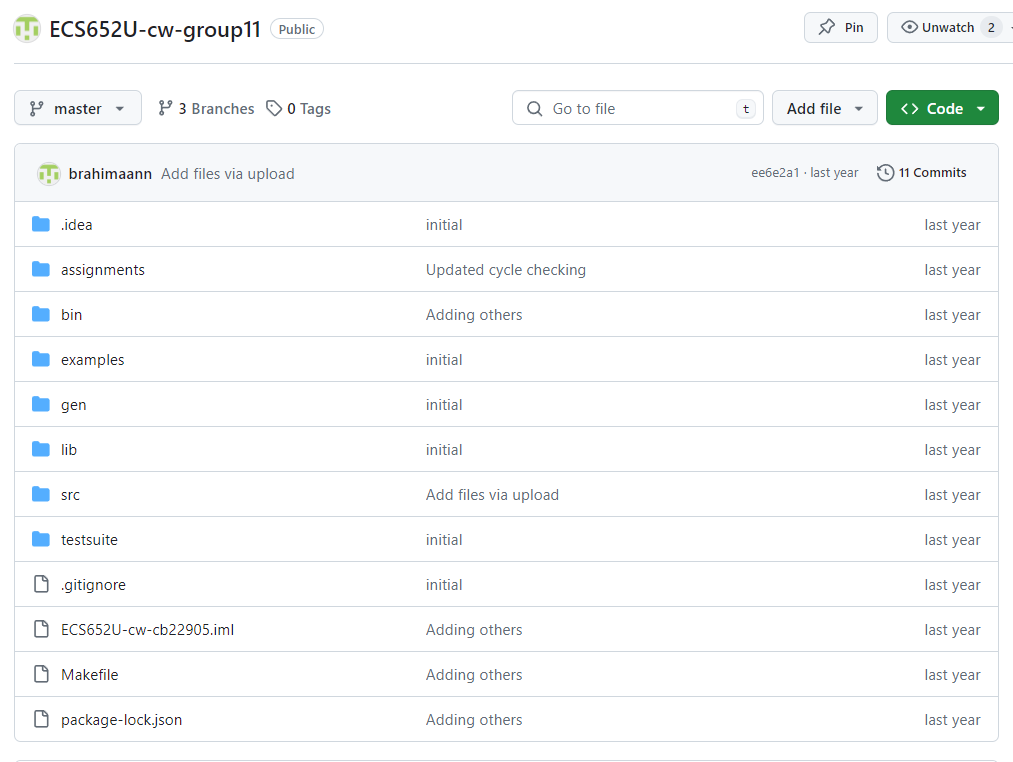 ECS652U-cw-group11 Public Pin Unwatch 2
master 3 Branches 0 Tags Go to file t Add file Code
brahimaann Add files via upload ee6e2a1 · last year 11 Commits
.idea initial last year
assignments Updated cycle checking last year
bin Adding others last year
examples initial last year
gen initial last year
lib initial last year
src Add files via upload last year
testsuite initial last year
.gitignore initial last year
ECS652U-cw-cb22905.iml Adding others last year
Makefile Adding others last year
package-lock.json Adding others last year